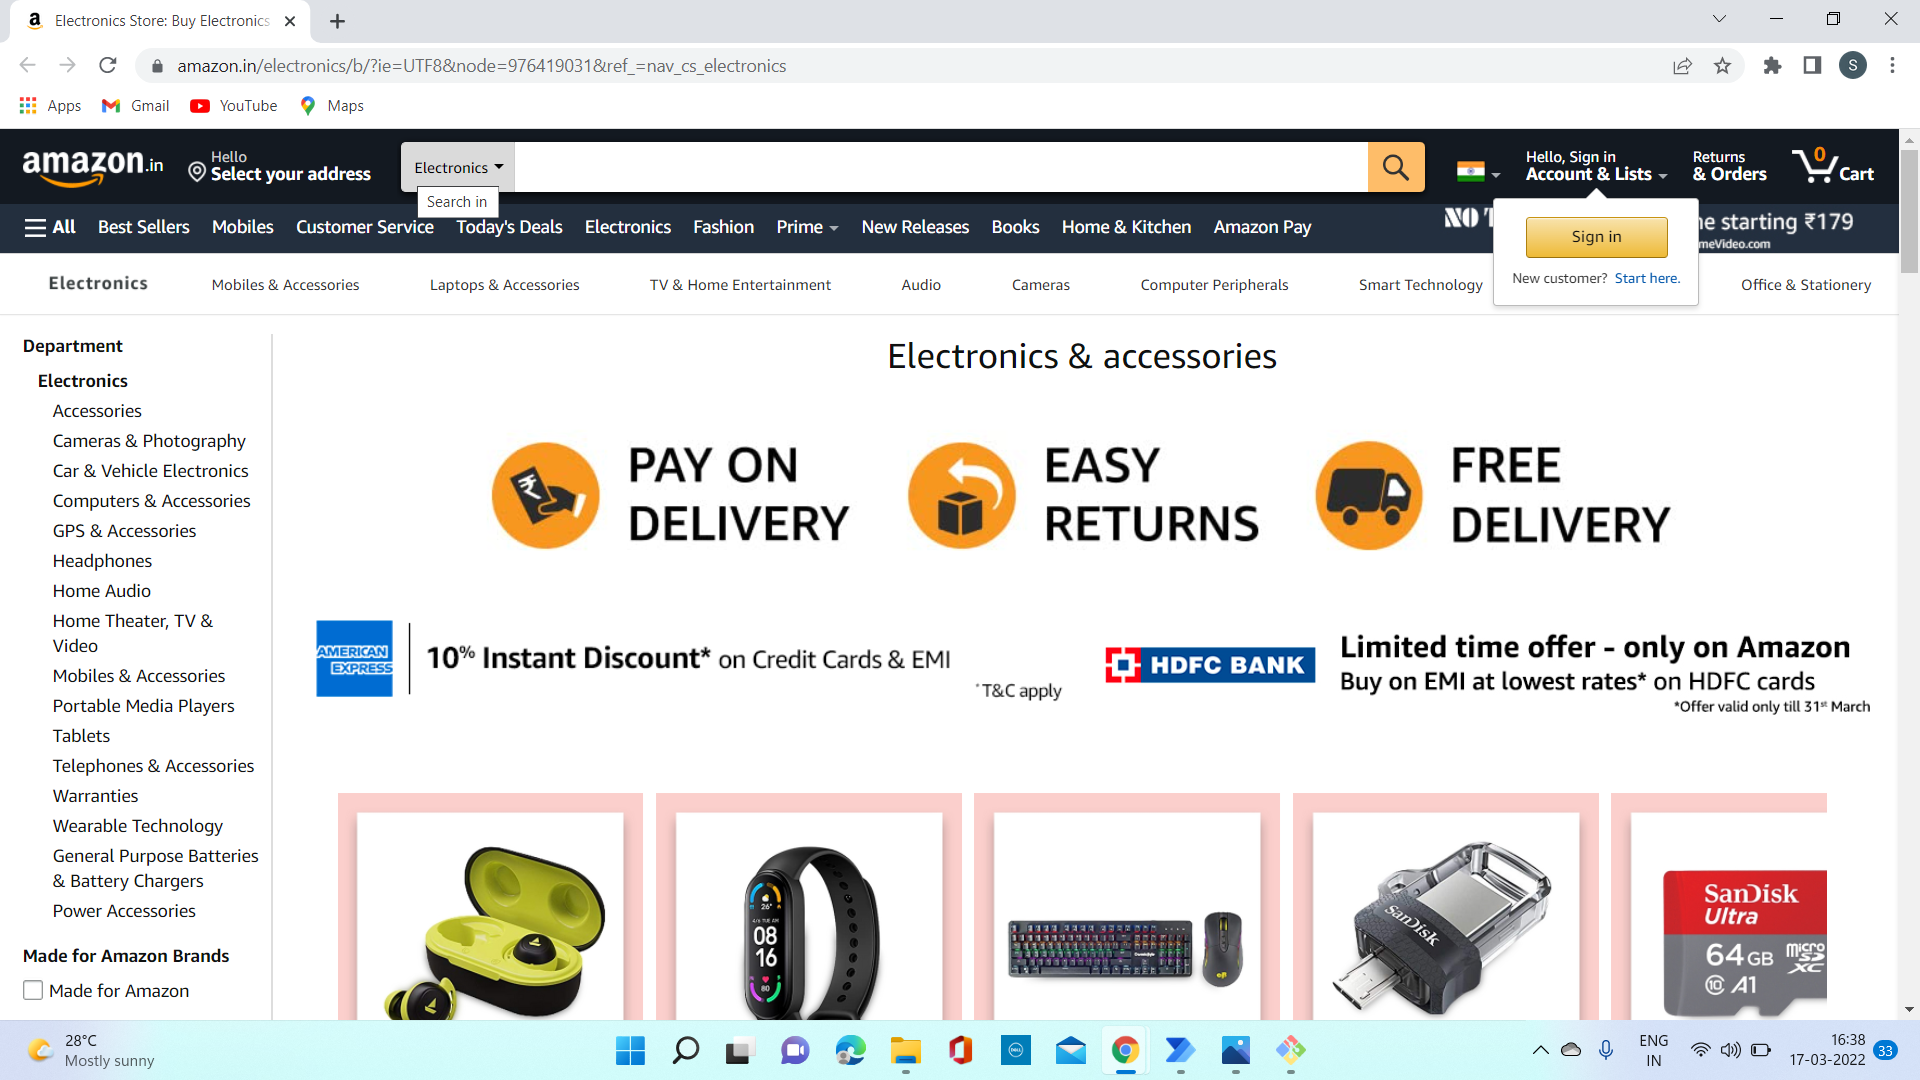 Electronics Store: Buy Electronics
amazon.in/electronics/b/?ie=UTF8&node=976419031&ref_=nav_cs_electronics
S
Apps
Gmail
YouTube
Maps
amazon.in
Hello
Select your address
Electronics
Search in
Hello, Sign in
Account & Lists
Returns
& Orders
0
Cart
All
Best Sellers
Mobiles
Customer Service
Today's Deals
Electronics
Fashion
Prime
New Releases
Books
Home & Kitchen
Amazon Pay
NO
starting ₹179
meVideo.com
Sign in
New customer? Start here.
Electronics
Mobiles & Accessories
Laptops & Accessories
TV & Home Entertainment
Audio
Cameras
Computer Peripherals
Smart Technology
Office & Stationery
Department
Electronics
Accessories
Cameras & Photography
Car & Vehicle Electronics
Computers & Accessories
GPS & Accessories
Headphones
Home Audio
Home Theater, TV &
Video
Mobiles & Accessories
Portable Media Players
Tablets
Telephones & Accessories
Warranties
Wearable Technology
General Purpose Batteries
& Battery Chargers
Power Accessories
Made for Amazon Brands
Made for Amazon
Electronics & accessories
PAY ON
DELIVERY
EASY
RETURNS
FREE
DELIVERY
AMERICAN
EXPRESS
10% Instant Discount* on Credit Cards & EMI
*T&C apply
HDFC BANK
Limited time offer - only on Amazon
Buy on EMI at lowest rates* on HDFC cards
*Offer valid only till 31st March
26°
08
16
80
SanDisk
SanDisk
Ultra
64 GB
micro
XC
10 A1
28°C
Mostly sunny
DELL
ENG
IN
16:38
17-03-2022
33